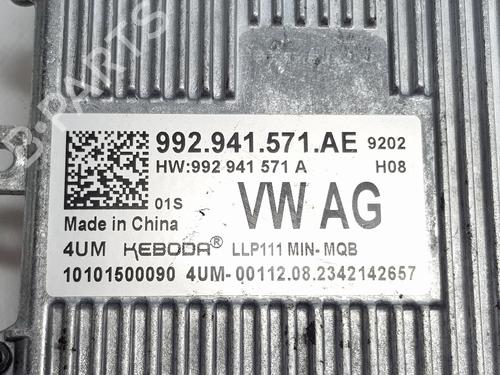 992.941.571.AE 9202
HW:992 941 571 A H08
01S VW AG
Made in China
4UM KEBODA® LLP111 MIN- MQB
10101500090 4UM- 00112.08.2342142657
B-PARTS